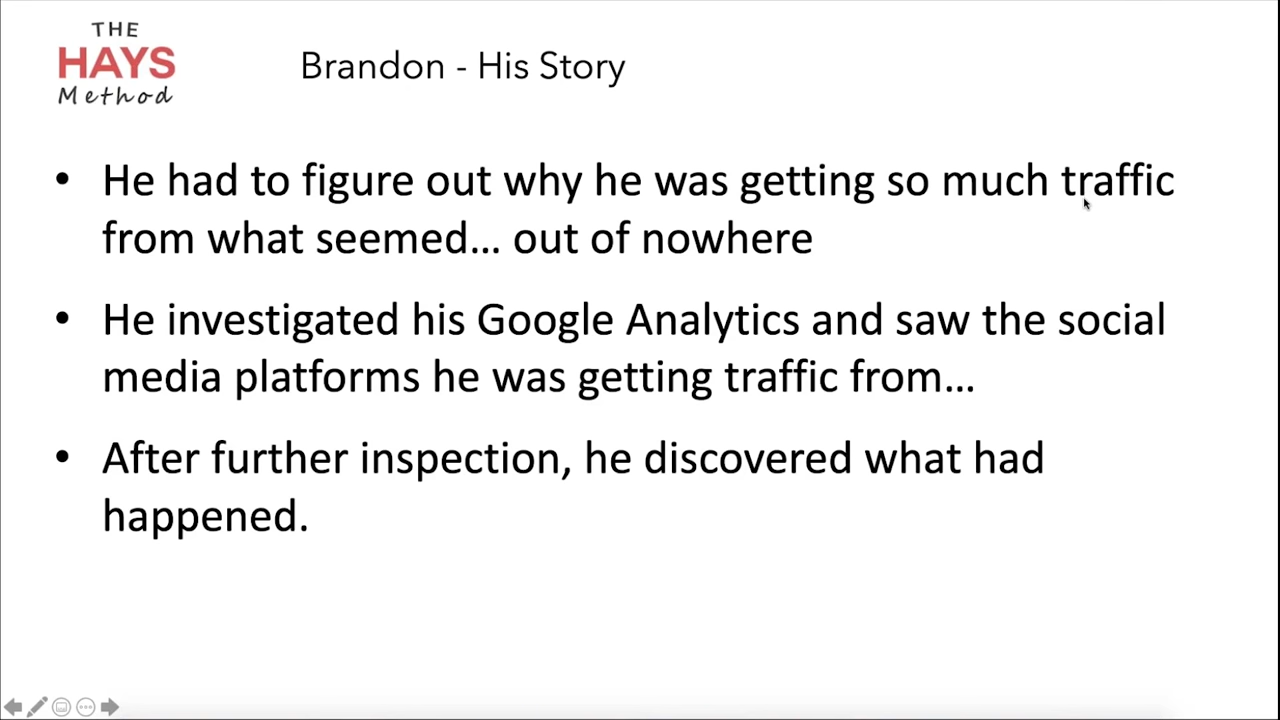 THE
HAYS
Method
Brandon - His Story
• He had to figure out why he was getting so much traffic
from what seemed... out of nowhere
• He investigated his Google Analytics and saw the social
media platforms he was getting traffic from...
• After further inspection, he discovered what had
happened.